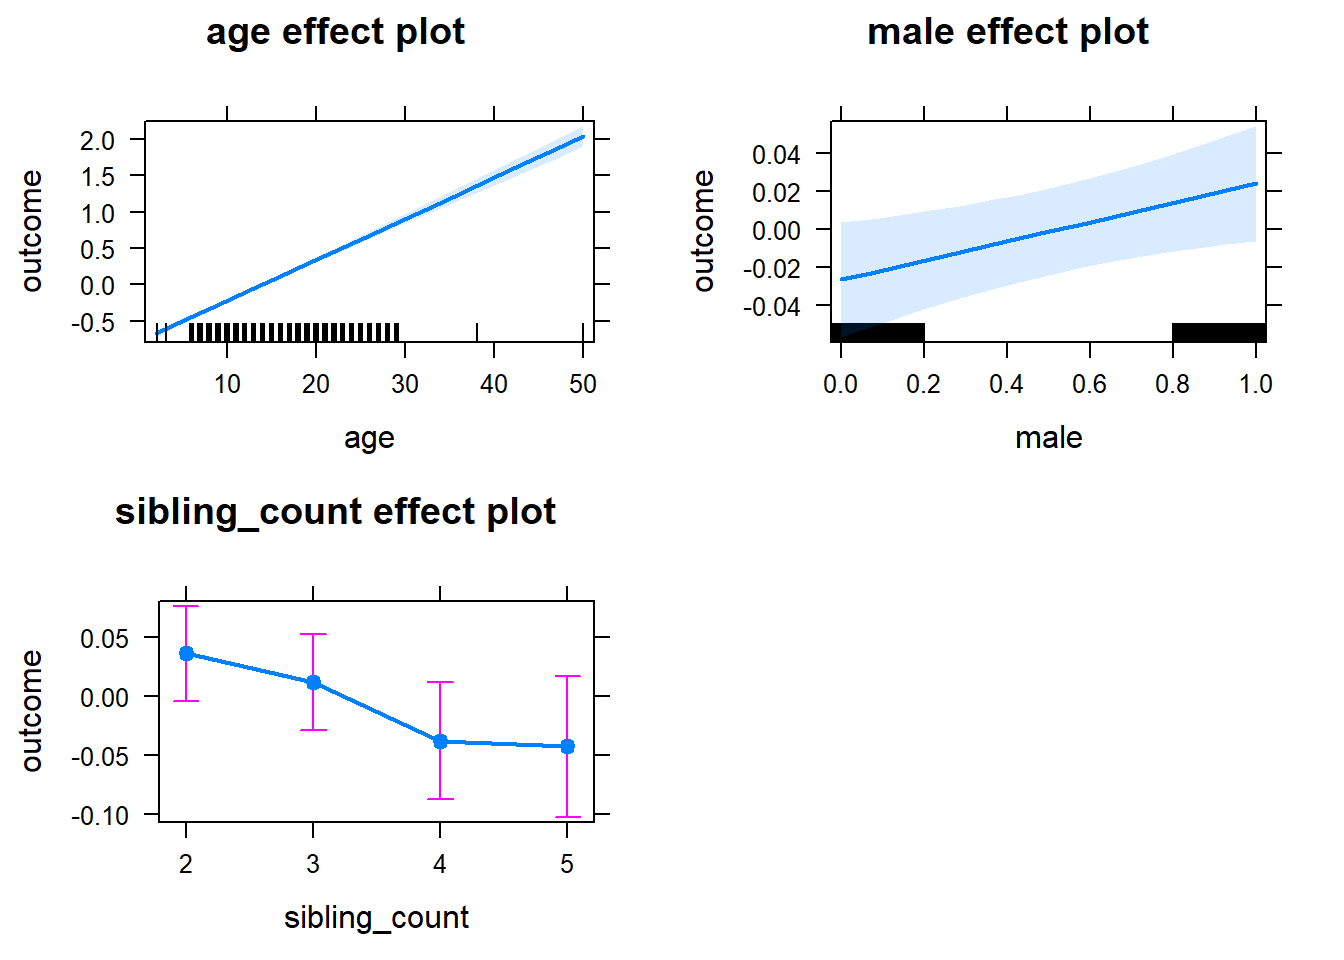 age effect plot
outcome
2.0
1.5
1.0
0.5
0.0
-0.5
10 20 30 40 50
age
male effect plot
outcome
0.04
0.02
0.00
-0.02
-0.04
0.0 0.2 0.4 0.6 0.8 1.0
male
sibling_count effect plot
outcome
0.05
0.00
-0.05
-0.10
2 3 4 5
sibling_count